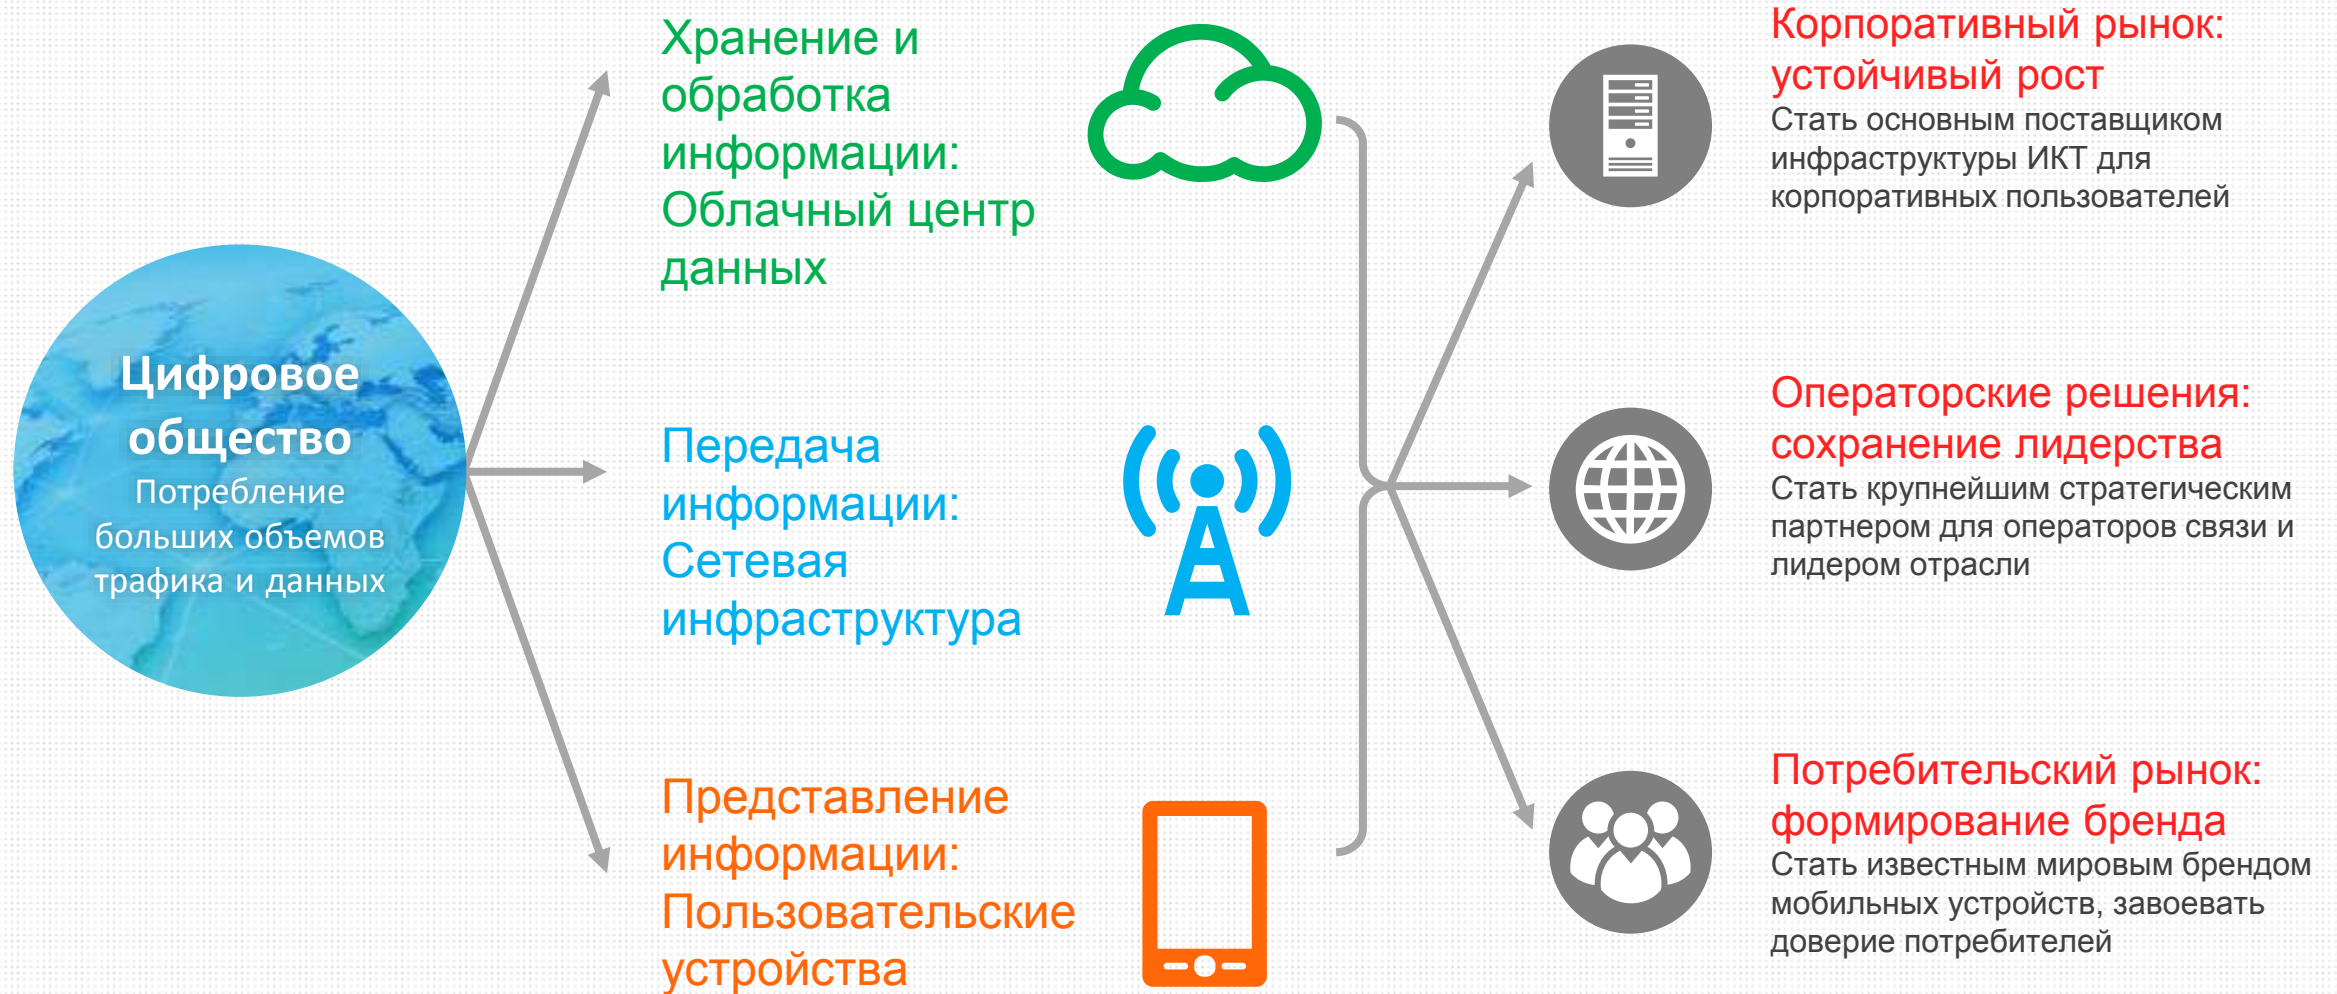 Цифровое
общество
Потребление
больших объемов
трафика и данных
Хранение и
обработка
информации:
Облачный центр
данных
Передача
информации:
Сетевая
инфраструктура
Представление
информации:
Пользовательские
устройства
Корпоративный рынок:
устойчивый рост
Стать основным поставщиком
инфраструктуры ИКТ для
корпоративных пользователей
Операторские решения:
сохранение лидерства
Стать крупнейшим стратегическим
партнером для операторов связи и
лидером отрасли
Потребительский рынок:
формирование бренда
Стать известным мировым брендом
мобильных устройств, завоевать
доверие потребителей